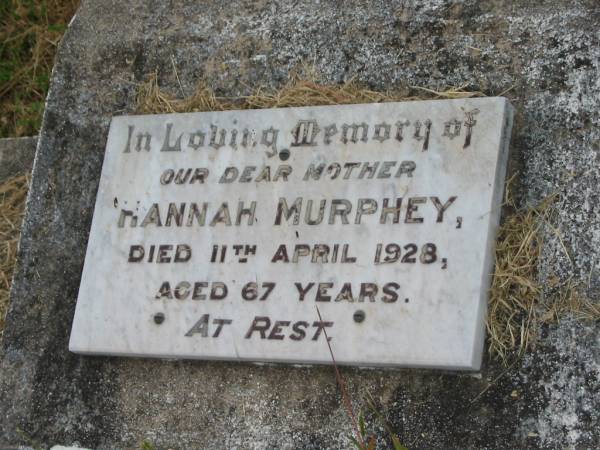 In Loving Memory of
OUR DEAR MOTHER
HANNAH MURPHEY,
DIED 11TH APRIL 1928,
AGED 67 YEARS.
AT REST.